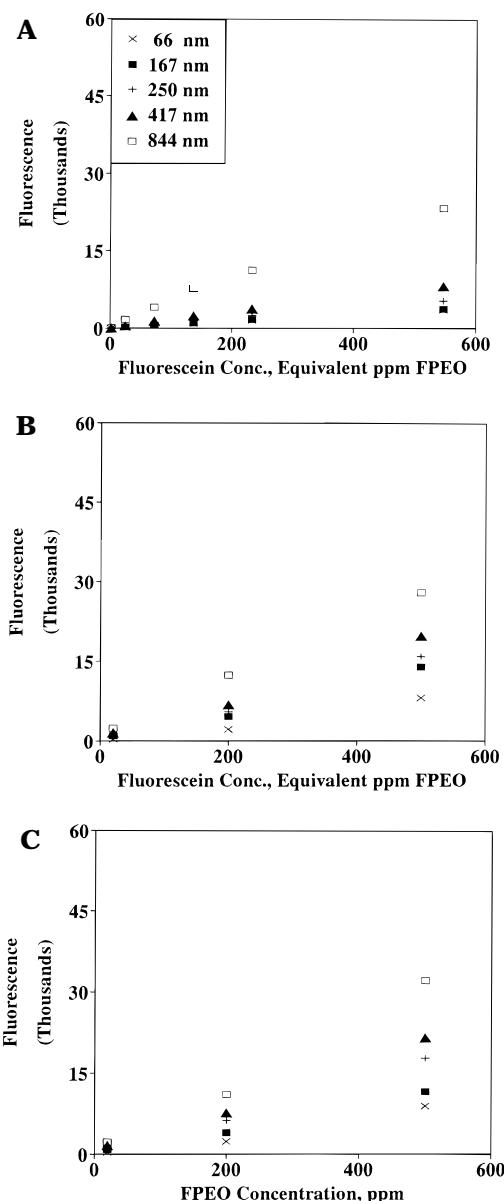 A
60
45
30
15
0
Fluorescence
(Thousands)
× 66 nm
■ 167 nm
+ 250 nm
▲ 417 nm
□ 844 nm
0 200 400 600
Fluorescein Conc., Equivalent ppm FPEO
B
60
45
30
15
0
Fluorescence
(Thousands)
0 200 400 600
Fluorescein Conc., Equivalent ppm FPEO
C
60
45
30
15
0
Fluorescence
(Thousands)
0 200 400 600
FPEO Concentration, ppm